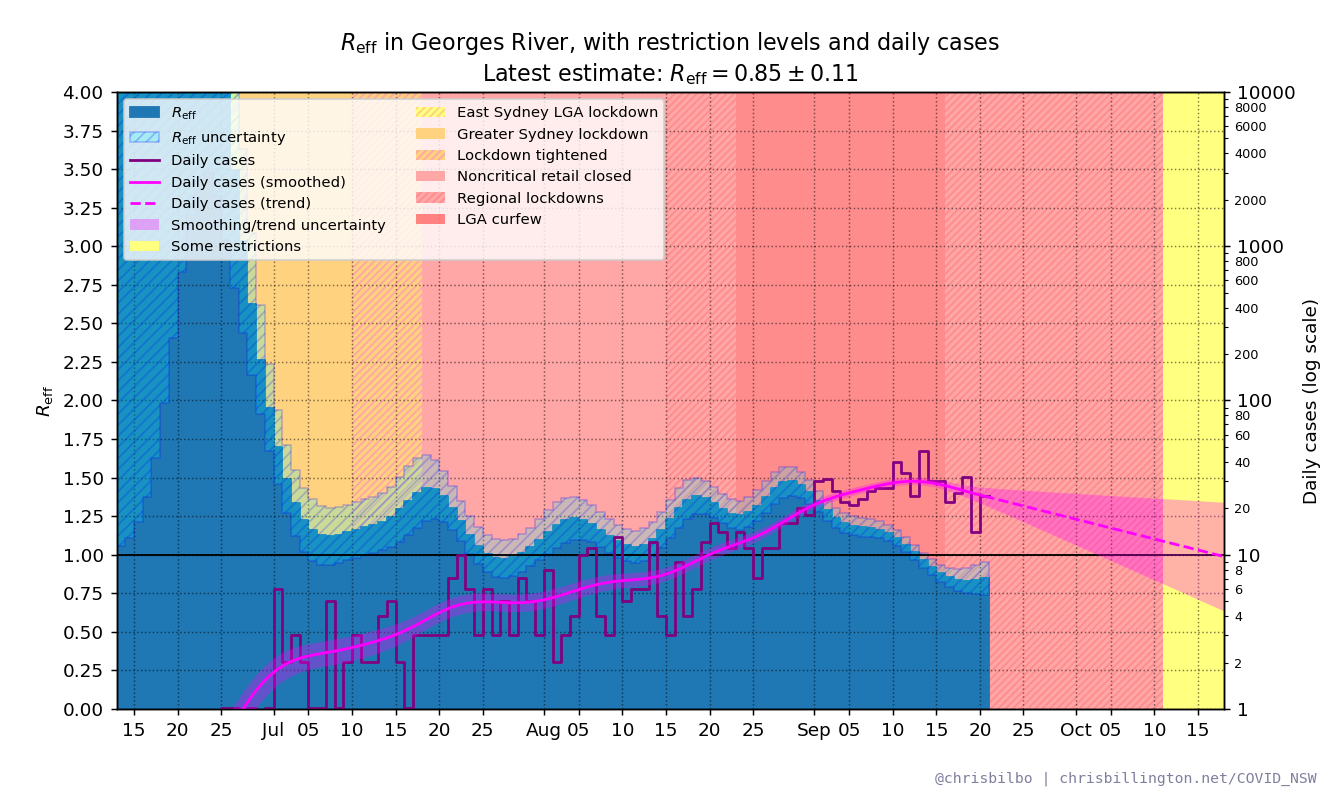 Reff in Georges River, with restriction levels and daily cases
Latest estimate: Reff = 0.85 ± 0.11
Reff
Reff uncertainty
Daily cases
Daily cases (smoothed)
Daily cases (trend)
Smoothing/trend uncertainty
Some restrictions
East Sydney LGA lockdown
Greater Sydney lockdown
Lockdown tightened
Noncritical retail closed
Regional lockdowns
LGA curfew
Reff
4.00
3.75
3.50
3.25
3.00
2.75
2.50
2.25
2.00
1.75
1.50
1.25
1.00
0.75
0.50
0.25
0.00
10000
8000
6000
4000
2000
1000
800
600
400
200
100
80
60
40
20
10
8
6
4
2
1
Daily cases (log scale)
15 20 25 Jul 05 10 15 20 25 Aug 05 10 15 20 25 Sep 05 10 15 20 25 Oct 05 10 15
@chrisbilbo | chrisbillington.net/COVID_NSW